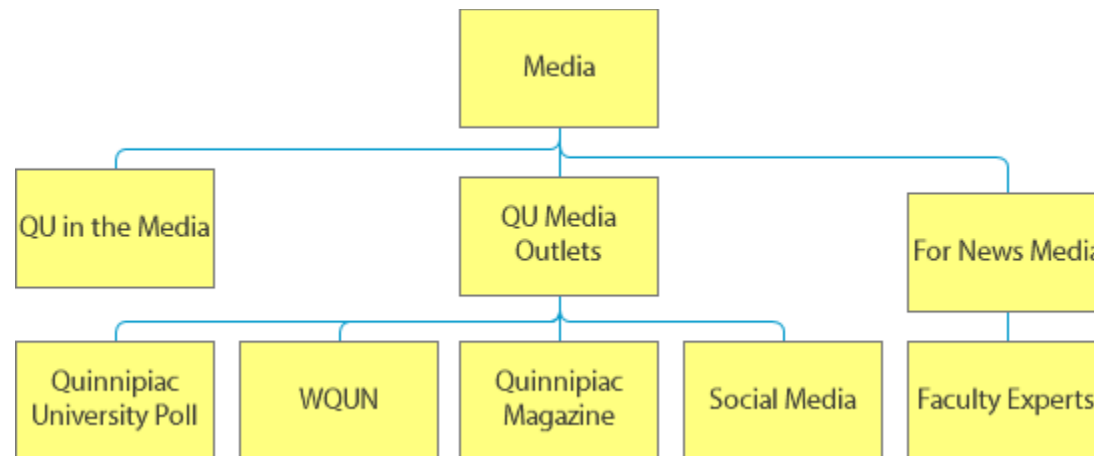 Media
QU in the Media
QU Media
Outlets
For News Media
Quinnipiac
University Poll
WQUN
Quinnipiac
Magazine
Social Media
Faculty Experts